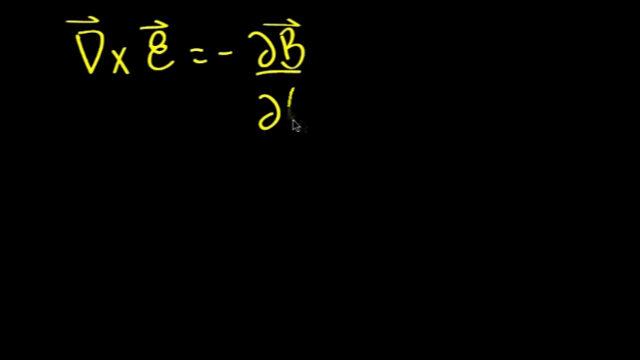 ∇⃗ x ℰ⃗ = - ∂B⃗
∂